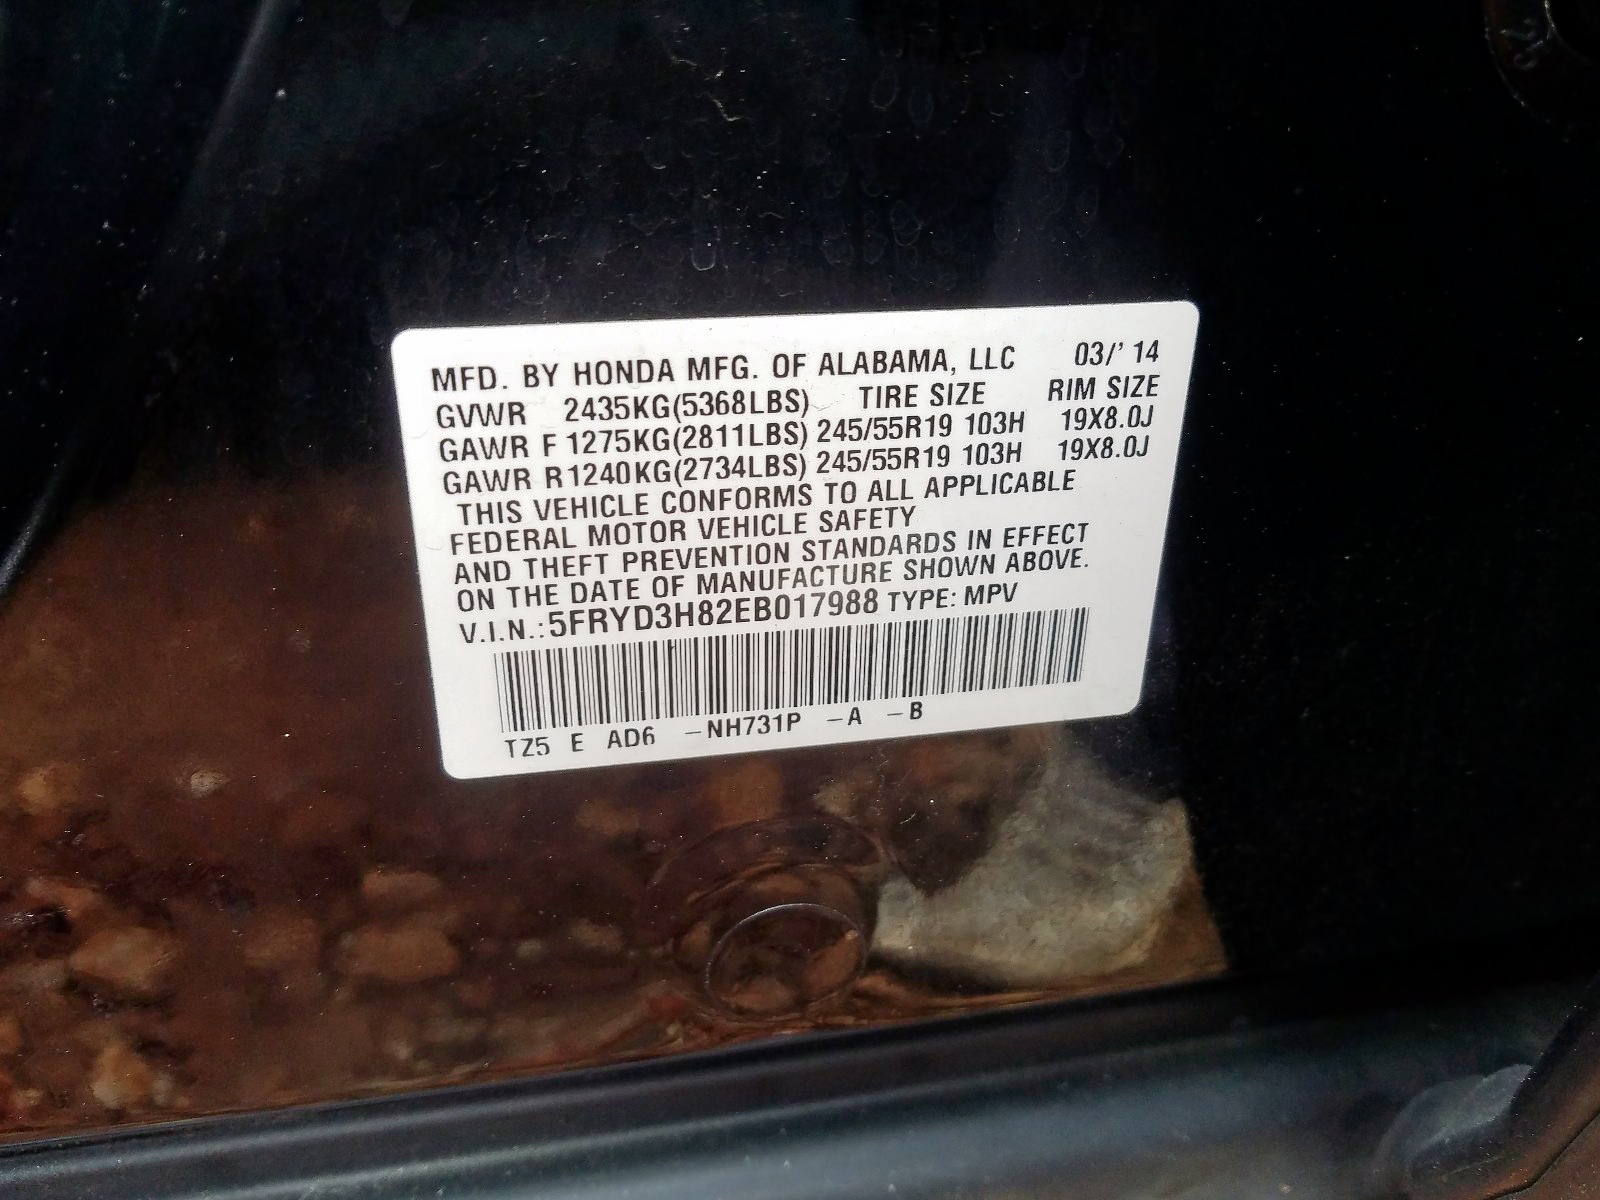 MFD. BY HONDA MFG. OF ALABAMA, LLC 03/' 14
GVWR 2435KG(5368LBS) TIRE SIZE RIM SIZE
GAWR F 1275KG(2811LBS) 245/55R19 103H 19X8.0J
GAWR R 1240KG(2734LBS) 245/55R19 103H 19X8.0J
THIS VEHICLE CONFORMS TO ALL APPLICABLE
FEDERAL MOTOR VEHICLE SAFETY
AND THEFT PREVENTION STANDARDS IN EFFECT
ON THE DATE OF MANUFACTURE SHOWN ABOVE.
V.I.N.: 5FRYD3H82EB017988 TYPE: MPV
TZ5 E AD6 -NH731P -A -B